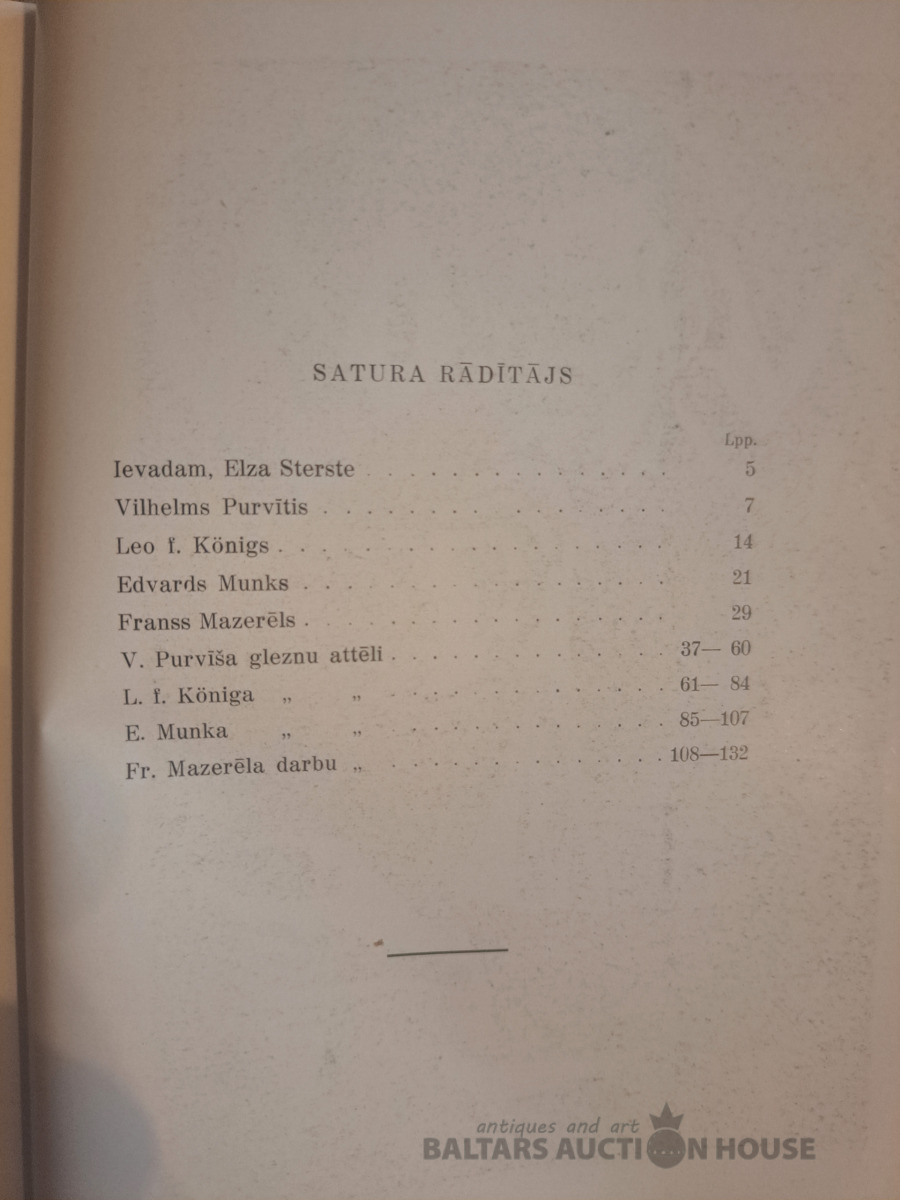 SATURA RĀDĪTĀJS
Lpp.
Ievadam, Elza Sterste . . . . . . . . . . . . . . . 5
Vilhelms Purvītis . . . . . . . . . . . . . . . . . 7
Leo f. Königs . . . . . . . . . . . . . . . . . . 14
Edvards Munks . . . . . . . . . . . . . . . . . 21
Franss Mazerēls . . . . . . . . . . . . . . . . . 29
V. Purvīša gleznu attēli . . . . . . . . . . . . . 37— 60
L. f. Königa „ „ . . . . . . . . . . . . . 61— 84
E. Munka „ „ . . . . . . . . . . . . 85—107
Fr. Mazerēla darbu „ . . . . . . . . . . . . . 108—132
antiques and art
BALTARS AUCTION HOUSE